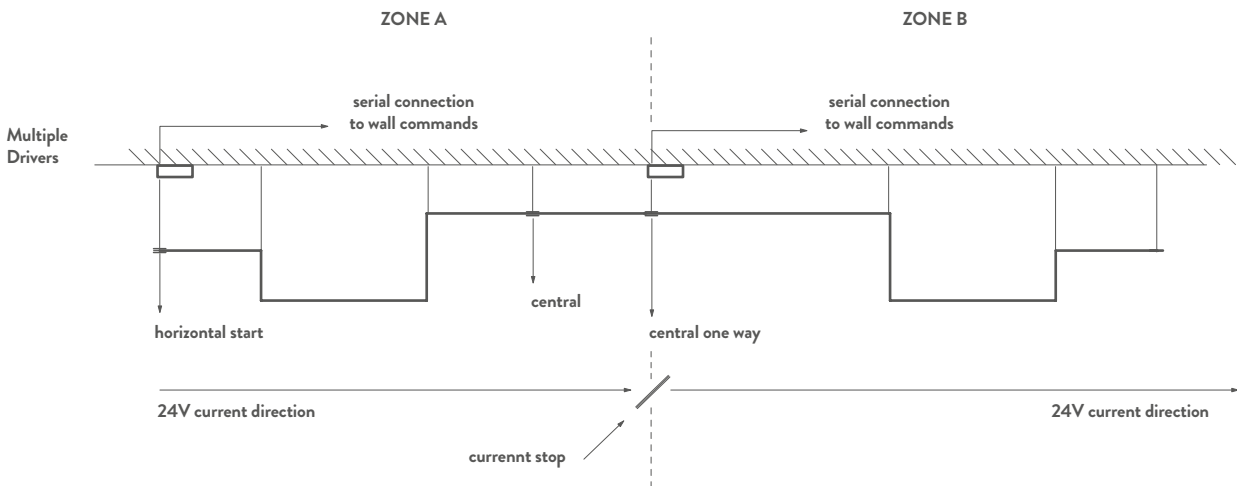 ZONE A
ZONE B
serial connection
to wall commands
serial connection
to wall commands
Multiple
Drivers
central
horizontal start
central one way
24V current direction
24V current direction
currennt stop